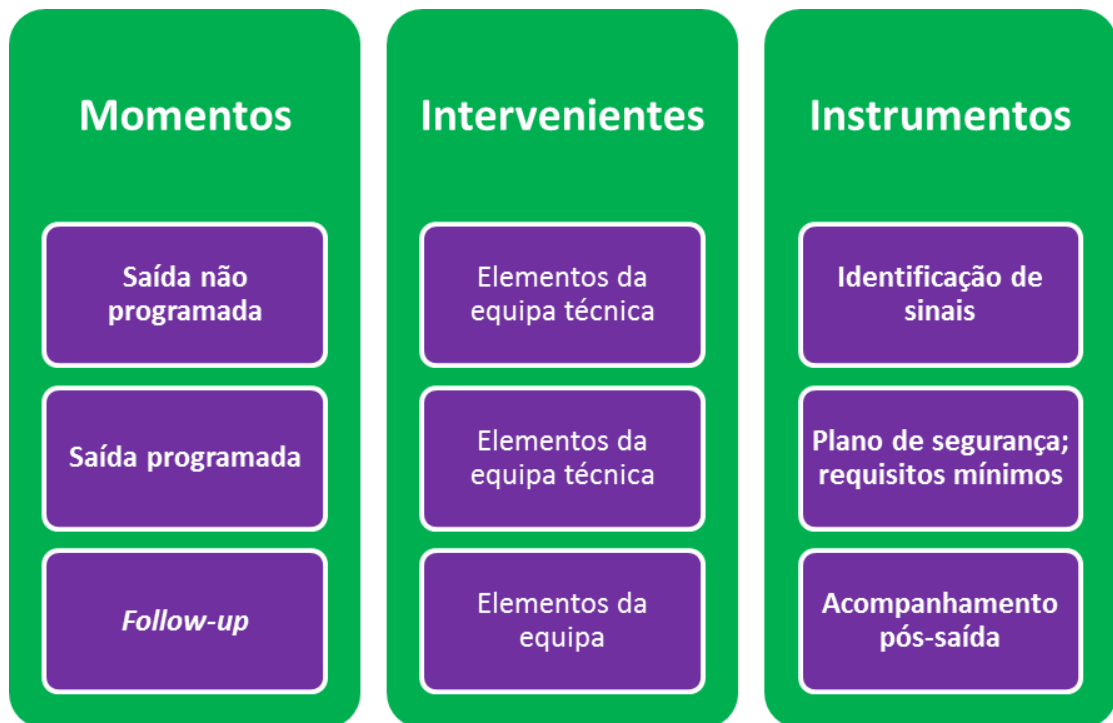 Momentos
Saída não
programada
Saída programada
Follow-up
Intervenientes
Elementos da
equipa técnica
Elementos da
equipa técnica
Elementos da
equipa
Instrumentos
Identificação de
sinais
Plano de segurança;
requisitos mínimos
Acompanhamento
pós-saída